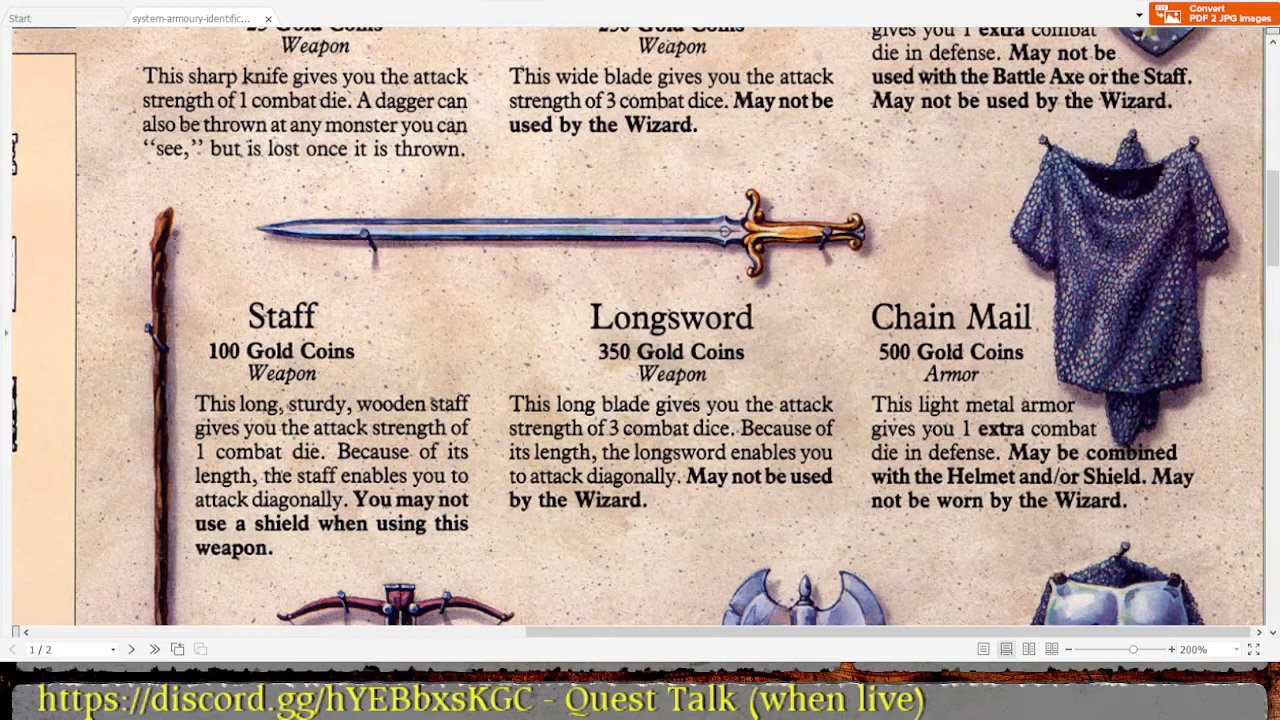 Start
system-armoury-identific...
Convert
PDF 2 JPG Images
Gold Coins
Weapon
This sharp knife gives you the attack
strength of 1 combat die. A dagger can
also be thrown at any monster you can
“see,” but is lost once it is thrown.
Gold Coins
Weapon
This wide blade gives you the attack
strength of 3 combat dice. May not be
used by the Wizard.
gives you 1 extra combat
die in defense. May not be
used with the Battle Axe or the Staff.
May not be used by the Wizard.
Staff
100 Gold Coins
Weapon
This long, sturdy, wooden staff
gives you the attack strength of
1 combat die. Because of its
length, the staff enables you to
attack diagonally. You may not
use a shield when using this
weapon.
Longsword
350 Gold Coins
Weapon
This long blade gives you the attack
strength of 3 combat dice. Because of
its length, the longsword enables you
to attack diagonally. May not be used
by the Wizard.
Chain Mail
500 Gold Coins
Armor
This light metal armor
gives you 1 extra combat
die in defense. May be combined
with the Helmet and/or Shield. May
not be worn by the Wizard.
1 / 2
200%
https://discord.gg/hYEBbxsKGC - Quest Talk (when live)